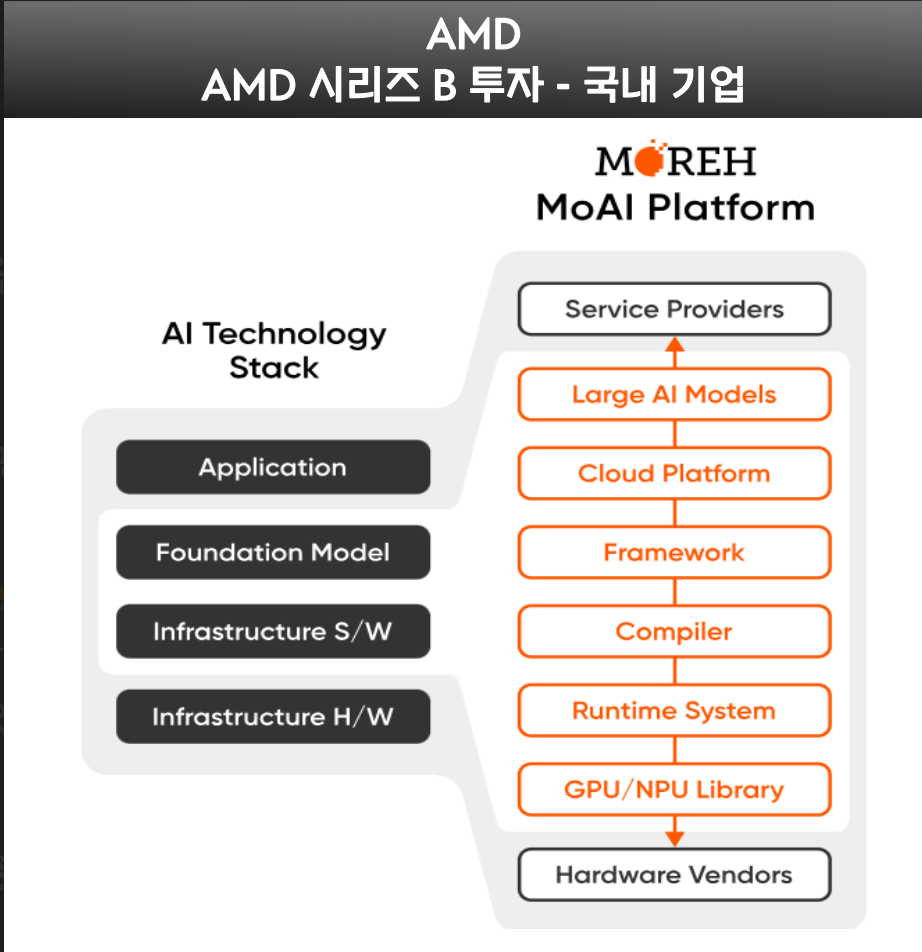 AMD
AMD 시리즈 B 투자 - 국내 기업
MOREH
MoAI Platform
AI Technology
Stack
Application
Foundation Model
Infrastructure S/W
Infrastructure H/W
Service Providers
Large AI Models
Cloud Platform
Framework
Compiler
Runtime System
GPU/NPU Library
Hardware Vendors